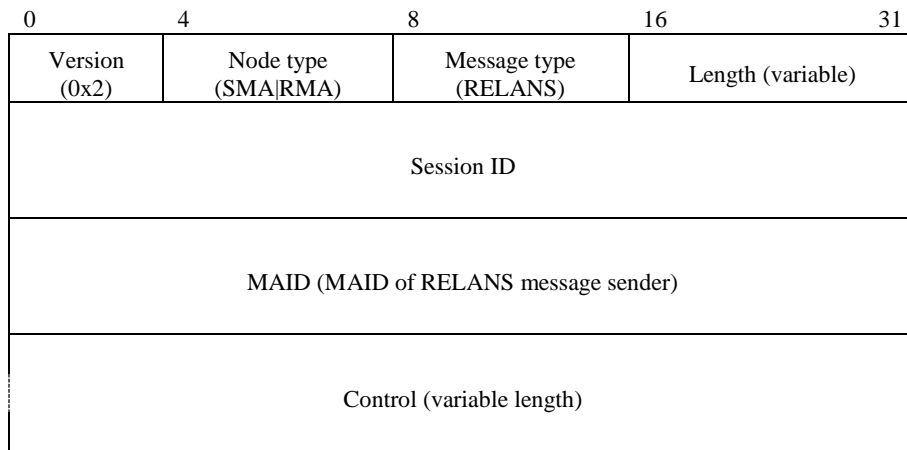 0 4 8 16 31
Version Node type Message type Length (variable)
(0x2) (SMA|RMA) (RELANS)
Session ID
MAID (MAID of RELANS message sender)
Control (variable length)